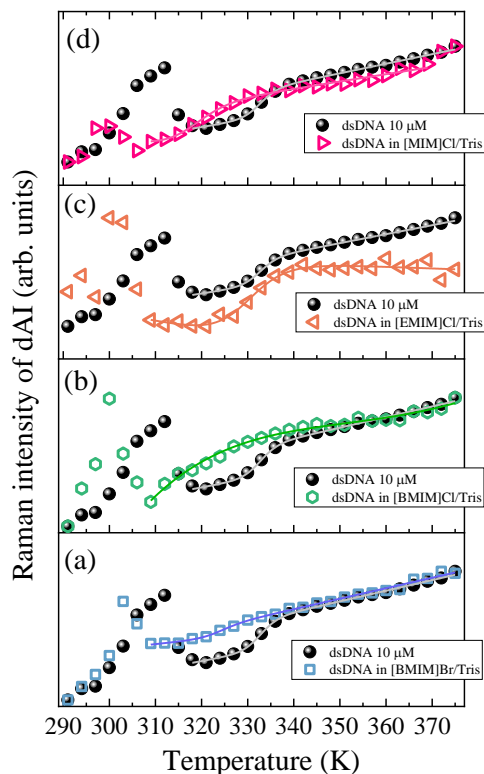 Raman intensity of dAI (arb. units)
(d)
dsDNA 10 μM
dsDNA in [MIM]Cl/Tris
(c)
dsDNA 10 μM
dsDNA in [EMIM]Cl/Tris
(b)
dsDNA 10 μM
dsDNA in [BMIM]Cl/Tris
(a)
dsDNA 10 μM
dsDNA in [BMIM]Br/Tris
290 300 310 320 330 340 350 360 370
Temperature (K)